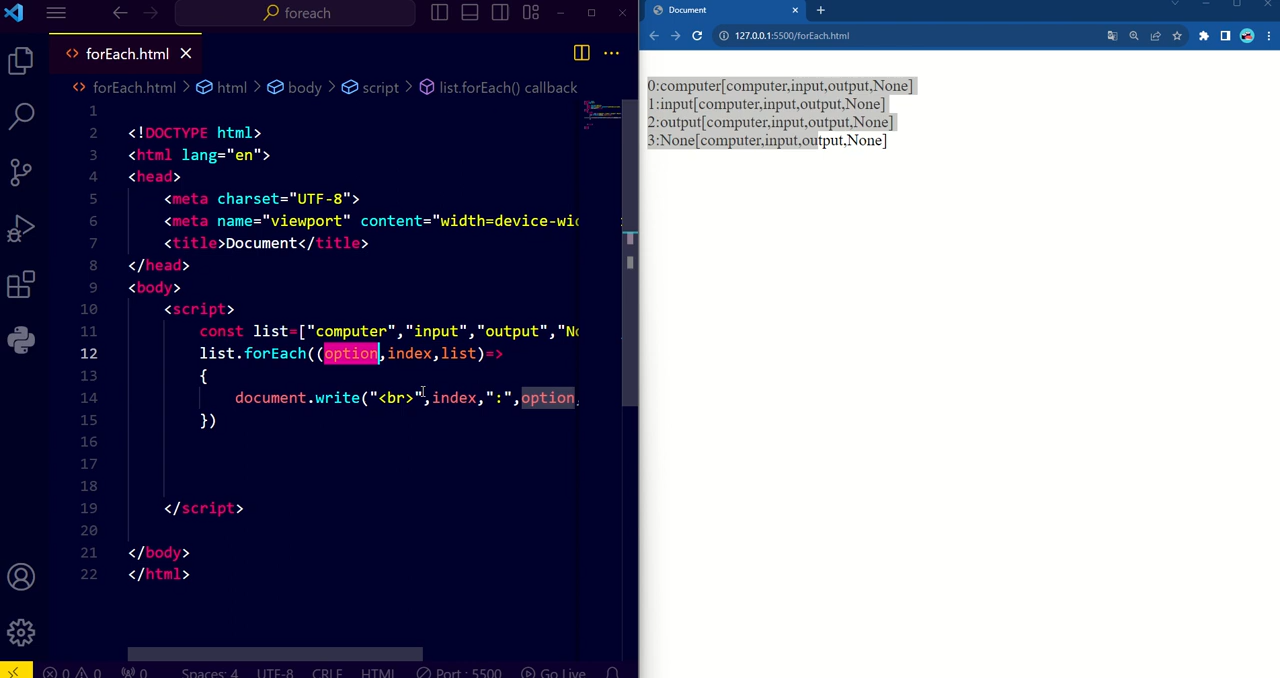 foreach
forEach.html
forEach.html > html > body > script > list.forEach() callback
1
2 <!DOCTYPE html>
3 <html lang="en">
4 <head>
5 <meta charset="UTF-8">
6 <meta name="viewport" content="width=device-wid
7 <title>Document</title>
8 </head>
9 <body>
10 <script>
11 const list=["computer","input","output","No
12 list.forEach((option,index,list)=>
13 {
14 document.write("<br>",index,":",option,
15 })
16
17
18
19 </script>
20
21 </body>
22 </html>
0 0 0 Spaces: 4 UTF-8 CRLF HTML Port : 5500 Go Live
Document
127.0.0.1:5500/forEach.html
0:computer[computer,input,output,None]
1:input[computer,input,output,None]
2:output[computer,input,output,None]
3:None[computer,input,output,None]